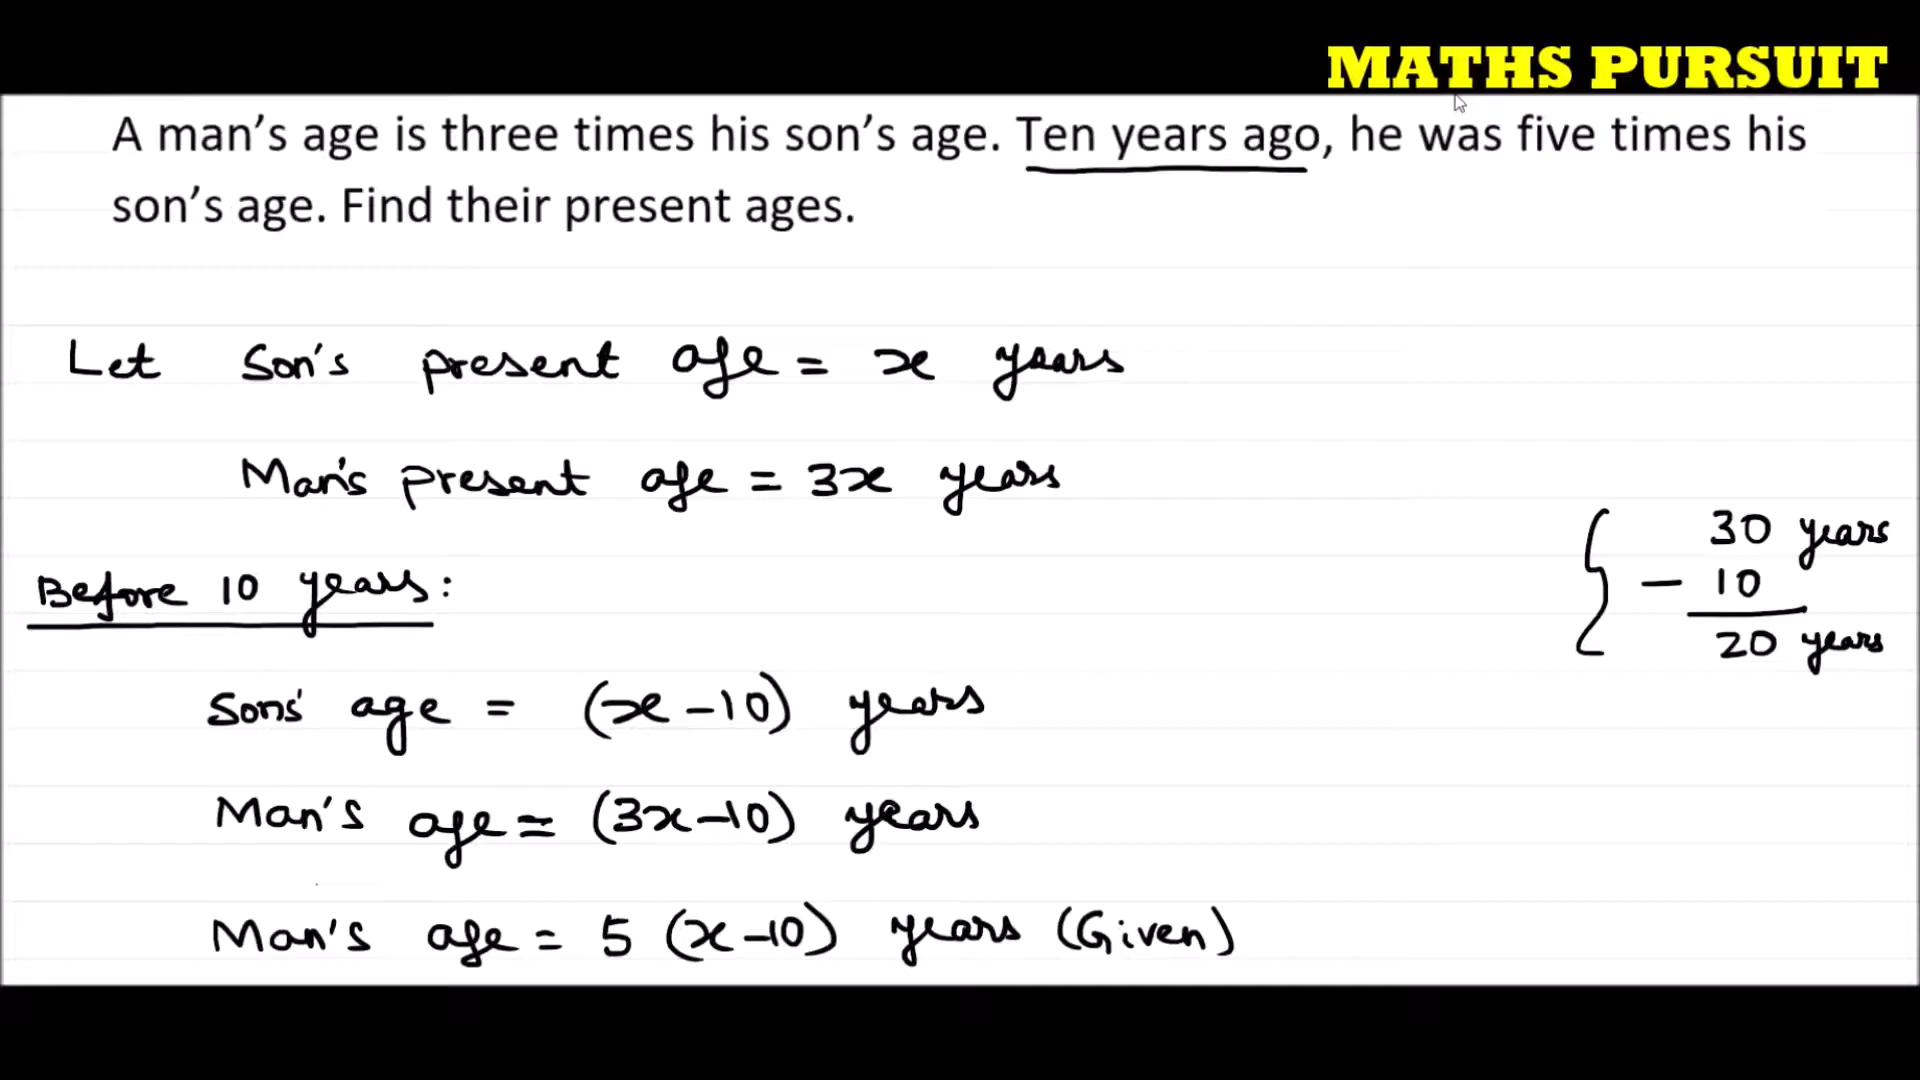 MATHS PURSUIT
A man’s age is three times his son’s age. Ten years ago, he was five times his
son’s age. Find their present ages.
Let Son's present age = x years
Man's present age = 3x years
Before 10 years:
30 years
- 10
20 years
Sons' age = (x-10) years
Man's age = (3x-10) years
Man's age = 5 (x-10) years (Given)